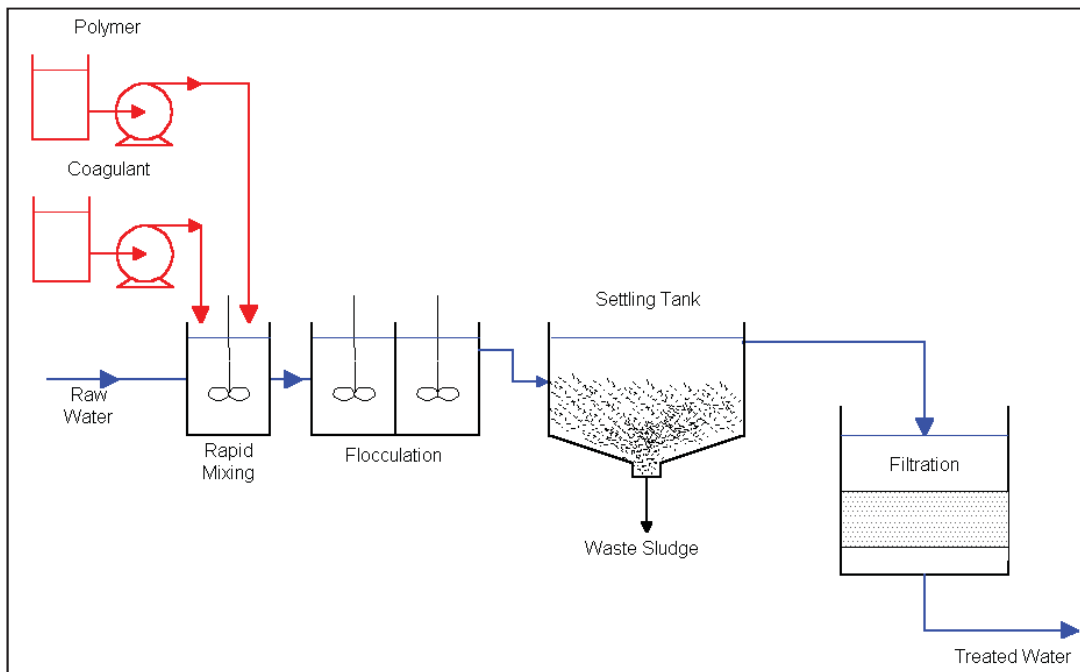 Polymer
Coagulant
Settling Tank
Raw
Water
Rapid
Mixing
Flocculation
Filtration
Waste Sludge
Treated Water